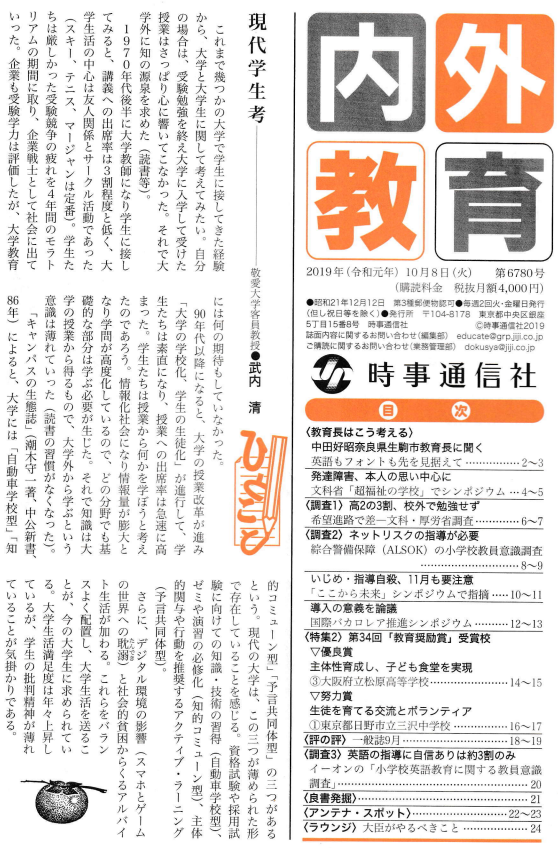 内外
教育
2019年(令和元年)10月8日(火) 第6780号
(購読料金 税抜月額4,000円)
●昭和21年12月12日 第3種郵便物認可●毎週2回火・金曜日発行
(但し祝日等を除く)●発行所 〒104-8178 東京都中央区銀座
5丁目15番8号 時事通信社 ©時事通信社2019
誌面内容に関するお問い合わせ(編集部) educate@grp.jiji.co.jp
ご購読に関するお問い合わせ(業務管理部) dokusya@jiji.co.jp
時事通信社
目 次
〈教育長はこう考える〉
中田好昭奈良県生駒市教育長に聞く
英語もフォントも先を見据えて…………2〜3
発達障害、本人の思い中心に
文科省「超福祉の学校」でシンポジウム…4〜5
〈調査1〉高2の3割、校外で勉強せず
希望進路で差―文科・厚労省調査………6〜7
〈調査2〉ネットリスクの指導が必要
綜合警備保障(ALSOK)の小学校教員意識調査
……8〜9
いじめ・指導自殺、11月も要注意
「ここから未来」シンポジウムで指摘……10〜11
導入の意義を論議
国際バカロレア推進シンポジウム………12〜13
〈特集2〉第34回「教育奨励賞」受賞校
▽優良賞
主体性育成し、子ども食堂を実現
③大阪府立松原高等学校…………14〜15
▽努力賞
生徒を育てる交流とボランティア
①東京都日野市立三沢中学校…………16〜17
〈評の評〉一般誌9月…………18〜19
〈調査3〉英語の指導に自信ありは約3割のみ
イーオンの「小学校英語教育に関する教員意識
調査」…………20
〈良書発掘〉…………21
〈アンテナ・スポット〉…………22〜23
〈ラウンジ〉大臣がやるべきこと…………24
ひとこと
現代学生考
敬愛大学客員教授●武内 清
これまで幾つかの大学で学生に接してきた経験
から、大学と大学生に関して考えてみたい。自分
の場合は、受験勉強を終え大学に入学して受けた
授業はさっぱり心に響いてこなかった。それで大
学外に知の源泉を求めた(読書等)。
1970年代後半に大学教師になり学生に接し
てみると、講義への出席率は3割程度と低く、大
学生活の中心は友人関係とサークル活動であった
(スキー、テニス、マージャンは定番)。学生た
ちは厳しかった受験競争の疲れを4年間のモラト
リアムの期間に取り、企業戦士として社会に出て
いった。企業も受験学力は評価したが、大学教育
には何の期待もしていなかった。
90年代以降になると、大学の授業改革が進み
「大学の学校化、学生の生徒化」が進行して、学
生たちは素直になり、授業への出席率は急速に高
まった。学生たちは授業から何かを学ぼうと考え
たのであろう。情報化社会になり情報量が膨大と
なり学問が高度化しているので、どの分野でも基
礎的な部分は学ぶ必要が生じた。それで知識は大
学の授業から得るもので、大学外から学ぶという
意識は薄れていった(読書の習慣がなくなった)。
「キャンパスの生態誌」(潮木守一著、中公新書、
86年)によると、大学には「自動車学校型」「知
的コミューン型」「予言共同体型」の三つがある
という。現代の大学は、この三つが薄められた形
で存在していることを感じる。資格試験や採用試
験に向けての知識・技術の習得(自動車学校型)、
ゼミや演習の必修化(知的コミューン型)、主体
的関与や行動を推奨するアクティブ・ラーニング
(予言共同体型)。
さらに、デジタル環境の影響(スマホとゲーム
の世界への耽溺)と社会的貧困からくるアルバイ
ト生活が加わる。これらをバラン
スよく配置し、大学生活を送るこ
とが、今の大学生に求められてい
る。大学生活満足度は年々上昇し
ているが、学生の批判精神が薄れ
ていることが気掛かりである。